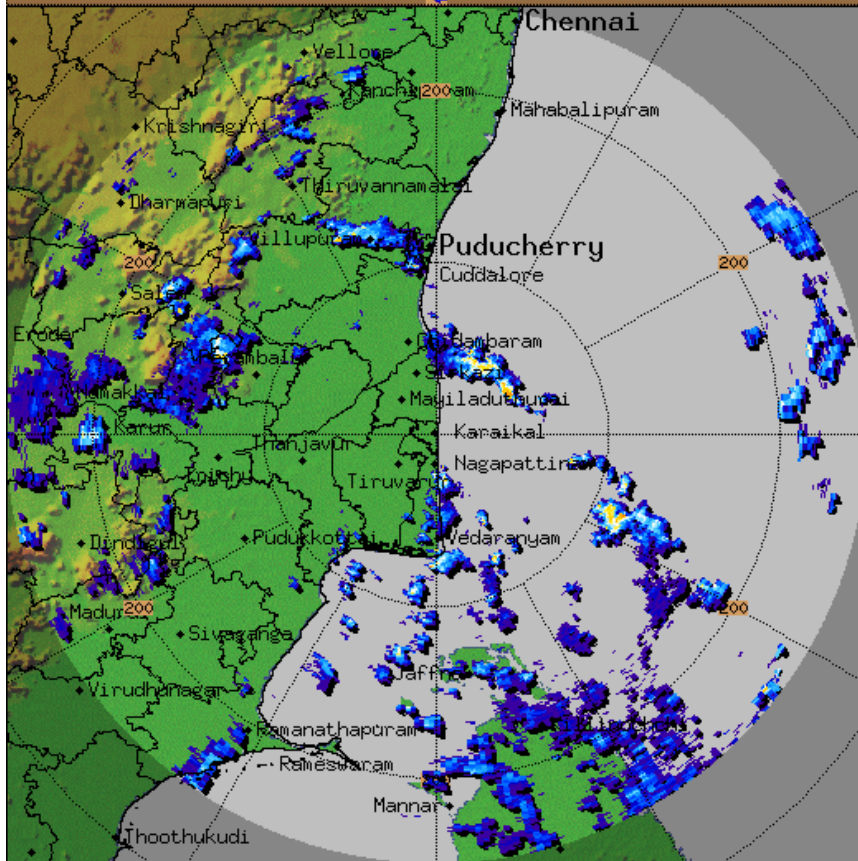 Chennai
Vellore
200
Mahabalipuram
Krishnagiri
Thiruvannamalai
Dharmapuri
Villupuram
Puducherry
200
200
Cuddalore
Salem
Erode
Chidambaram
Perambalur
Sirkazi
Namakkal
Mayiladuthurai
Karur
Karaikal
Thanjavur
Tiruvarur
Nagapattinam
Dindigul
Pudukkottai
Vedaranyam
200
200
Madurai
Sivaganga
Jaffna
Virudhunagar
Ramanathapuram
Rameswaram
Mannar
Thoothukudi